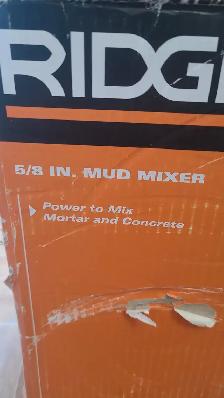 RIDGI
5/8 IN. MUD MIXER
Power to Mix
Mortar and Concrete